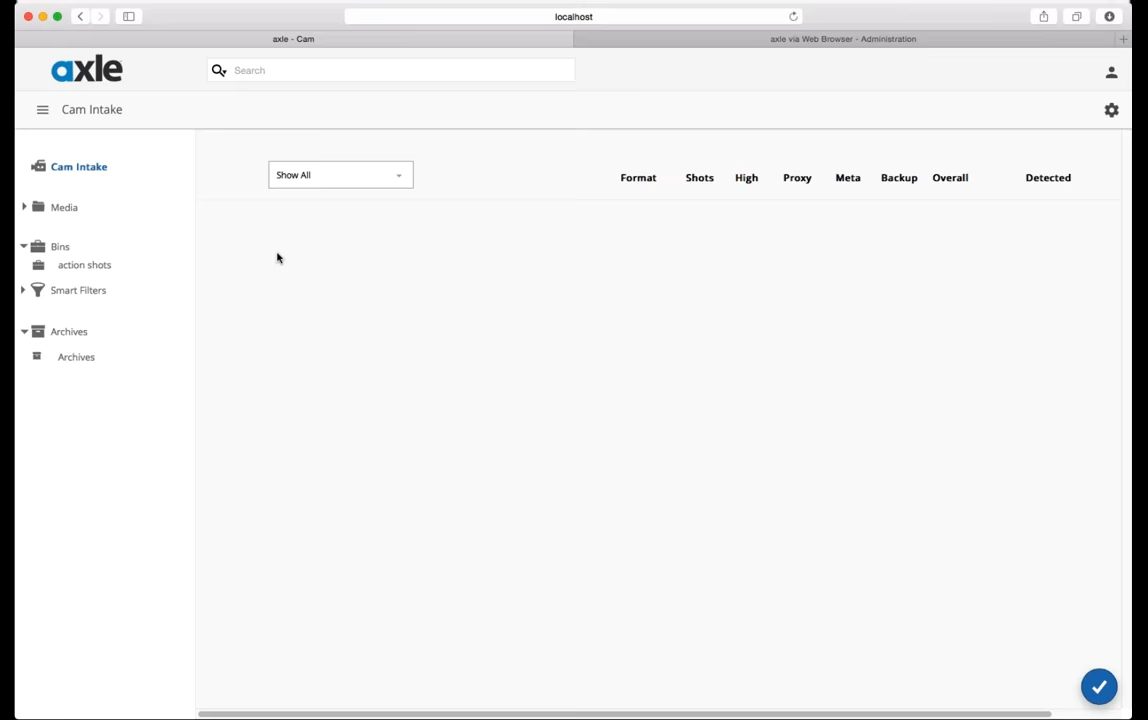 localhost
axle - Cam
axle via Web Browser - Administration
axle
Search
Cam Intake
Cam Intake
Show All
Format Shots High Proxy Meta Backup Overall Detected
Media
Bins
action shots
Smart Filters
Archives
Archives